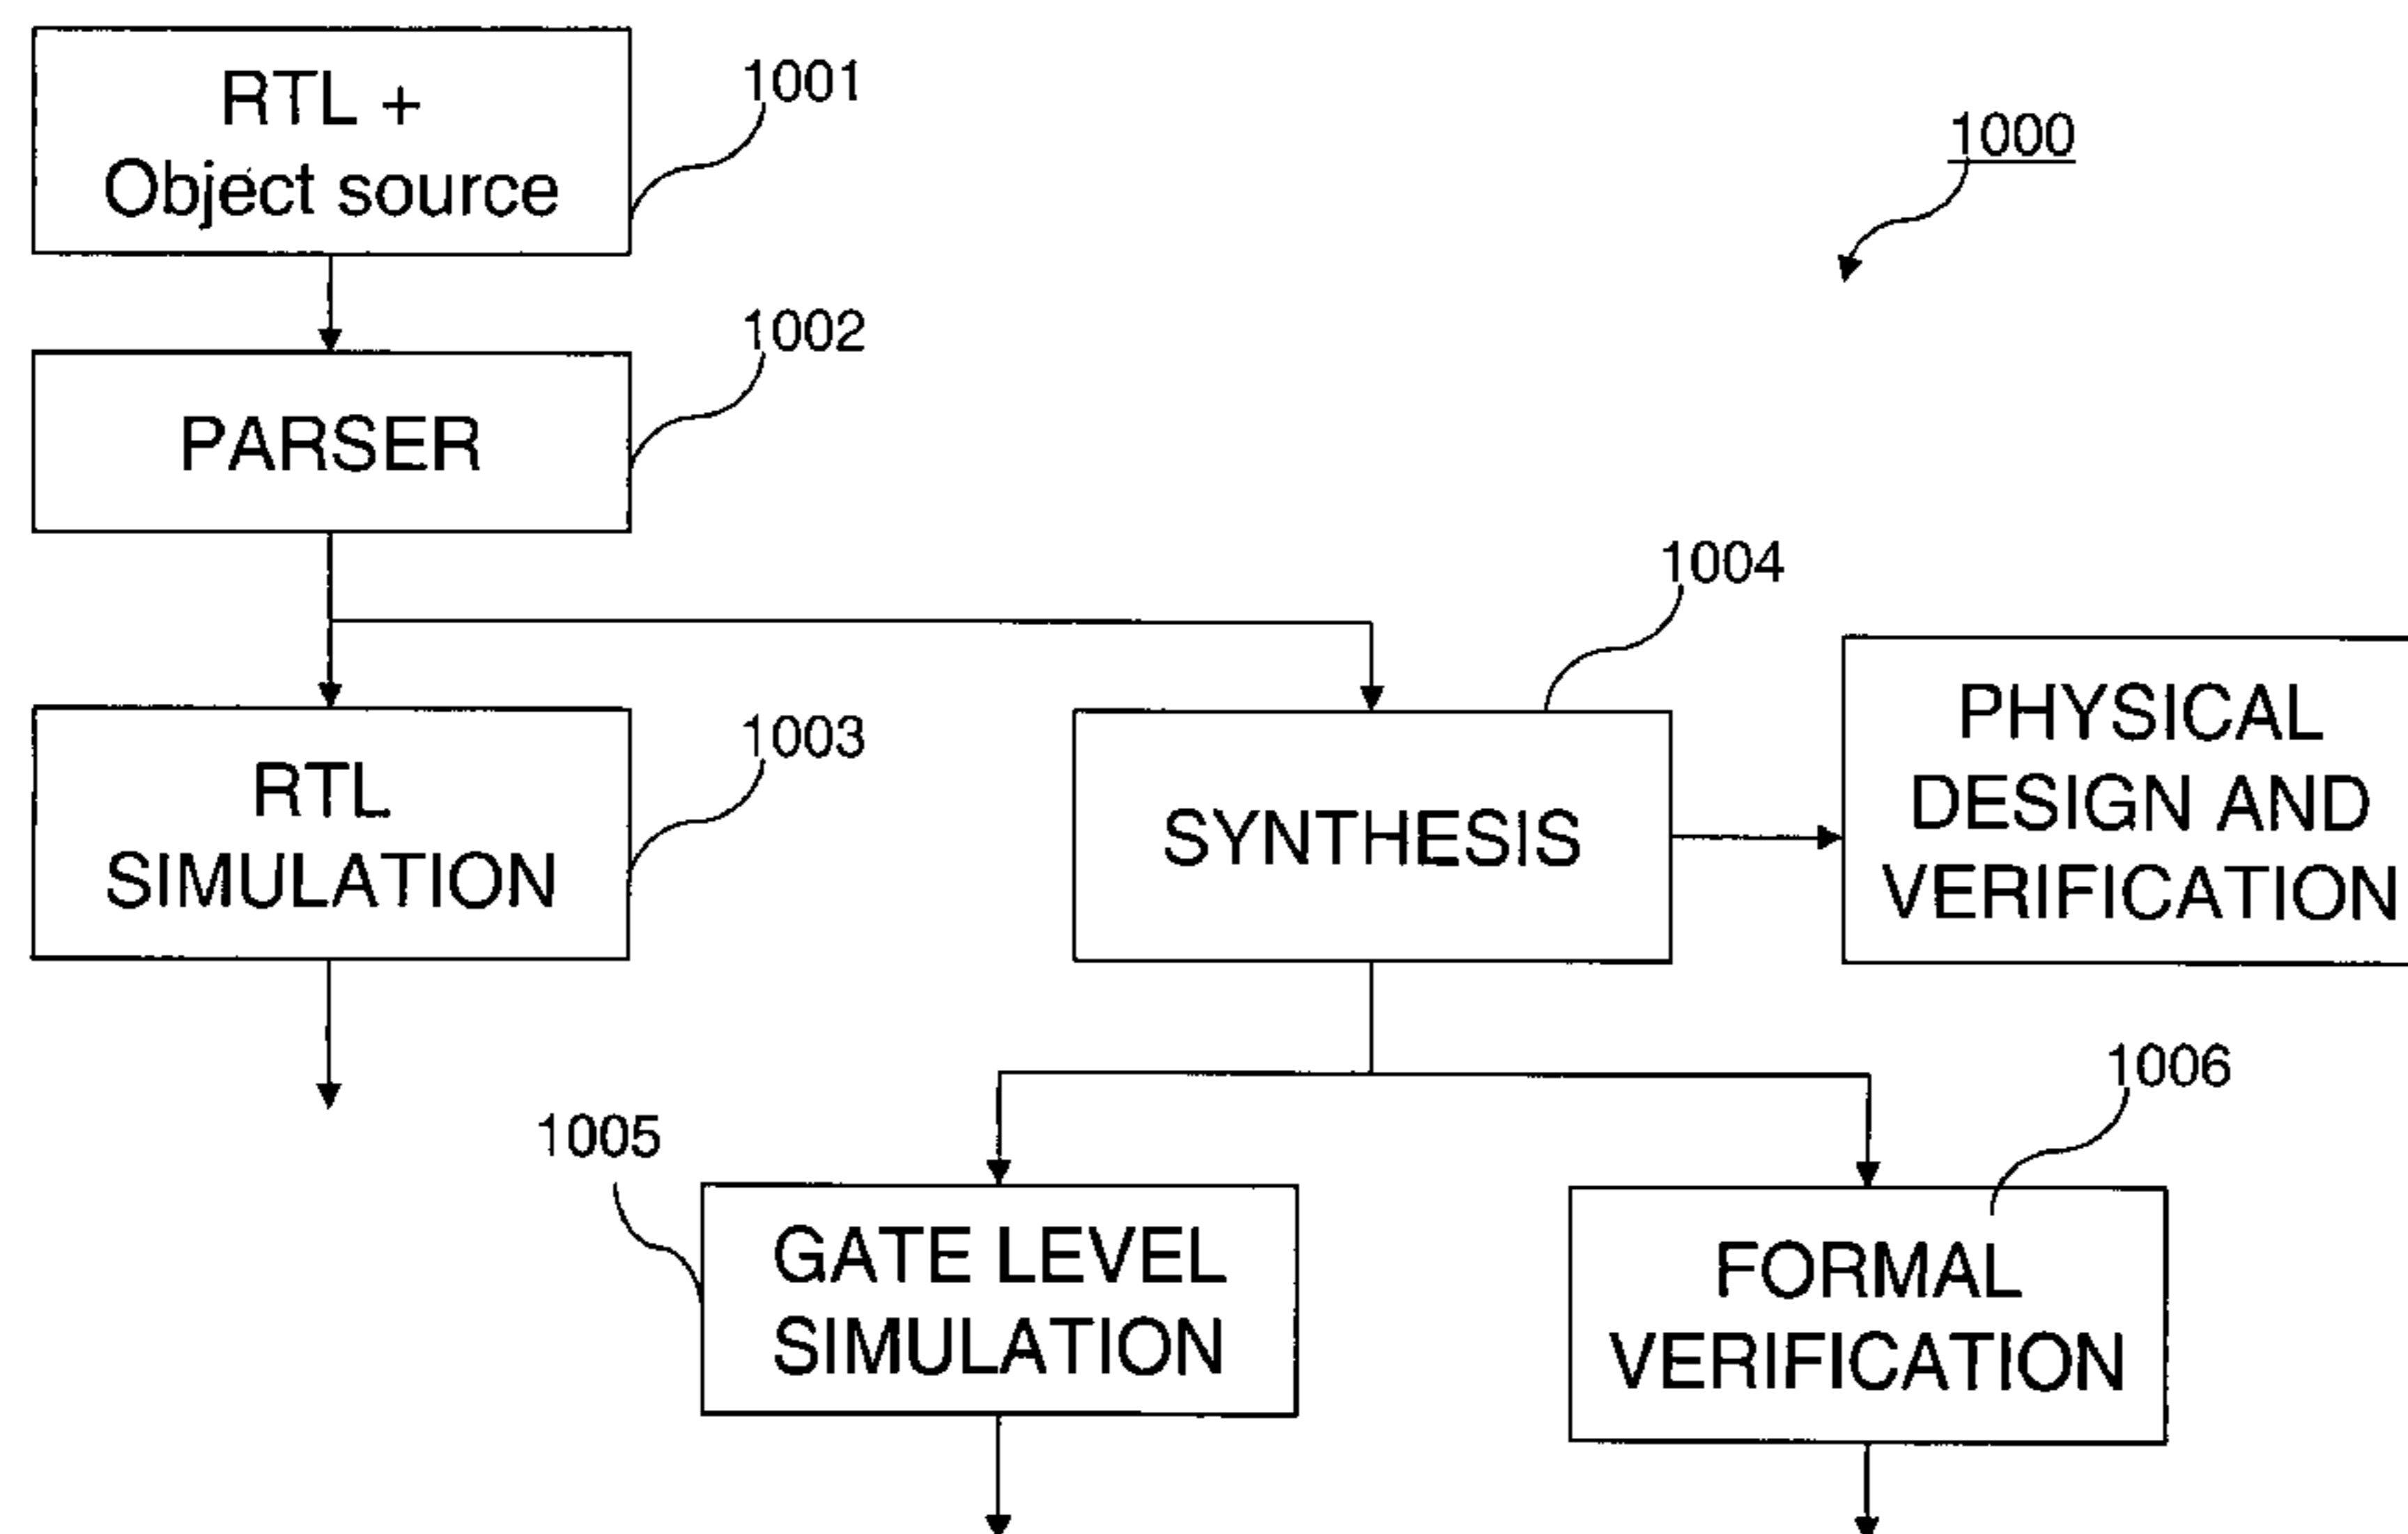 RTL +
Object source
1001
1000
PARSER
1002
RTL
SIMULATION
1003
SYNTHESIS
1004
PHYSICAL
DESIGN AND
VERIFICATION
1005
GATE LEVEL
SIMULATION
1006
FORMAL
VERIFICATION